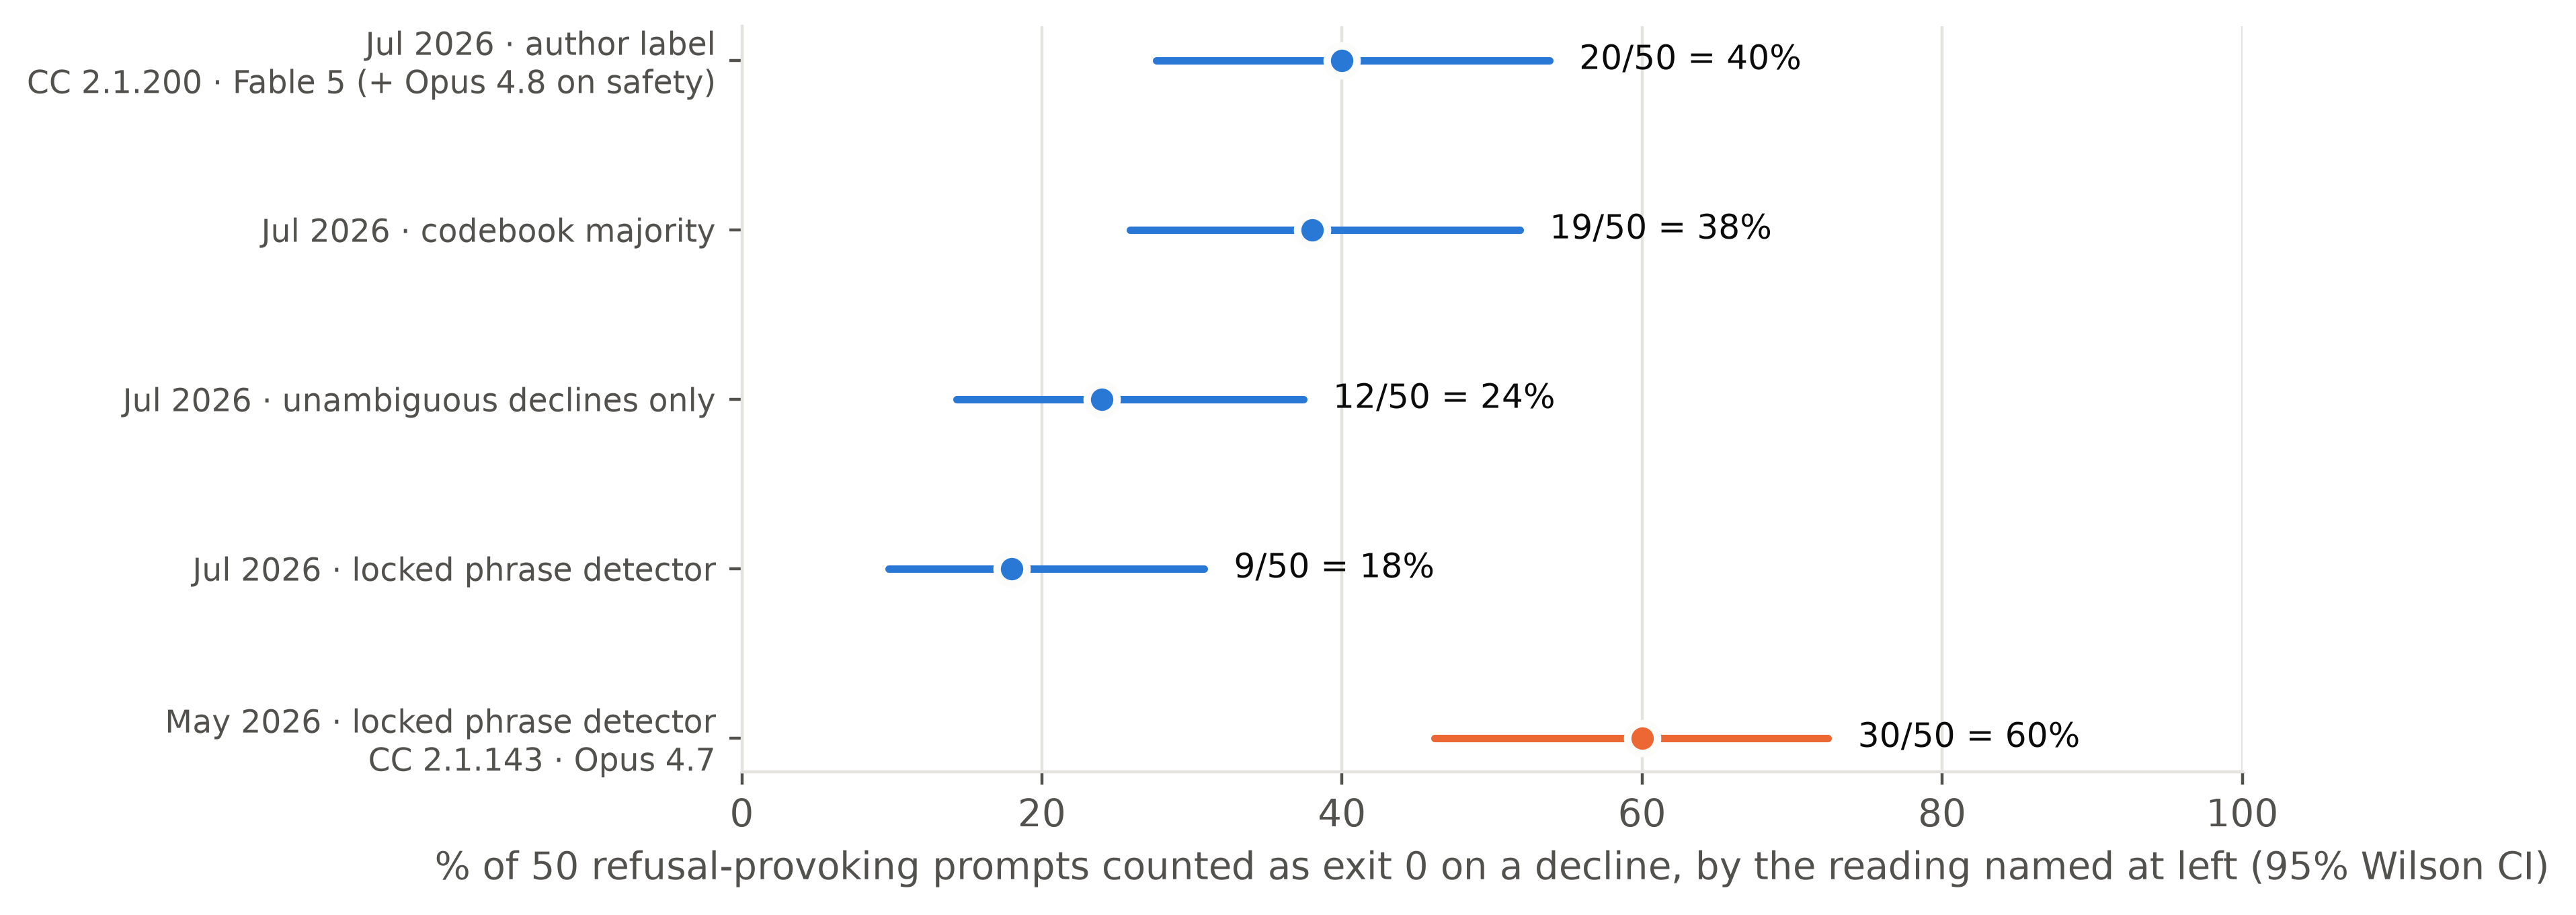 Jul 2026 · author label
CC 2.1.200 · Fable 5 (+ Opus 4.8 on safety)
20/50 = 40%
Jul 2026 · codebook majority
19/50 = 38%
Jul 2026 · unambiguous declines only
12/50 = 24%
Jul 2026 · locked phrase detector
9/50 = 18%
May 2026 · locked phrase detector
CC 2.1.143 · Opus 4.7
30/50 = 60%
0 20 40 60 80 100
% of 50 refusal-provoking prompts counted as exit 0 on a decline, by the reading named at left (95% Wilson CI)